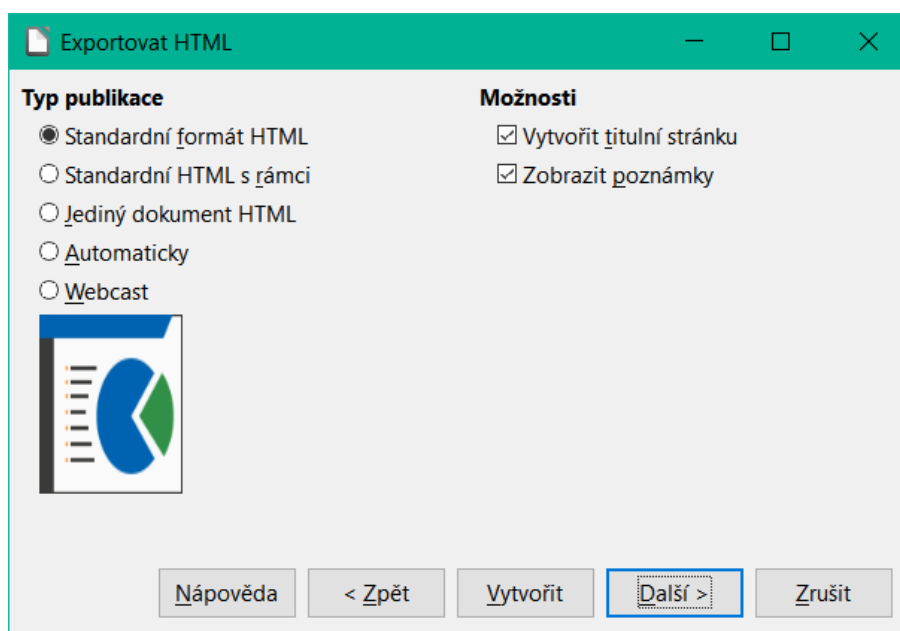 Exportovat HTML
Typ publikace
Standardní formát HTML
Standardní HTML s rámci
Jediný dokument HTML
Automaticky
Webcast
Možnosti
Vytvořit titulní stránku
Zobrazit poznámky
Nápověda
< Zpět
Vytvořit
Další >
Zrušit